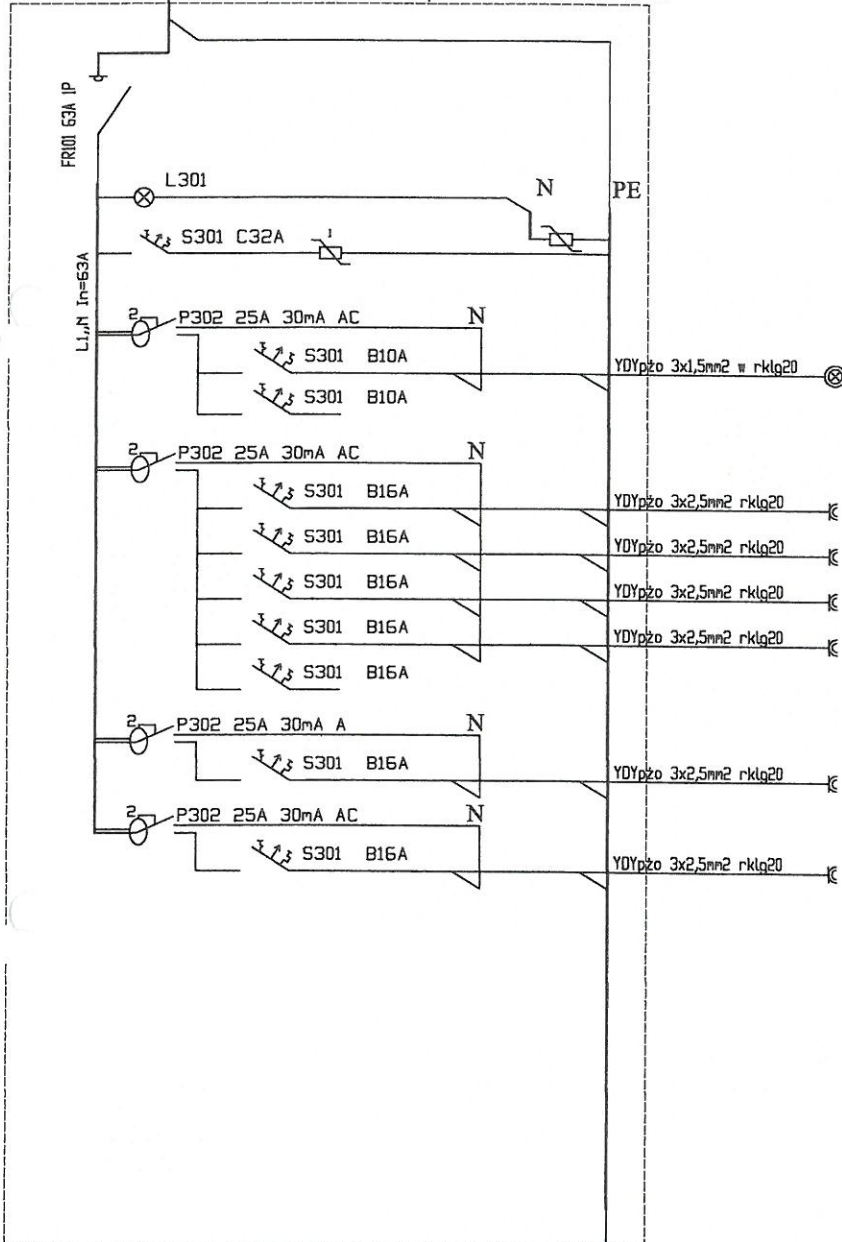 FR101 63A 1P
L301
N
PE
S301 C32A
1
L1,,N In=63A
2
P302 25A 30mA AC
N
S301 B10A
YDYpżo 3x1,5mm2 w rklg20
S301 B10A
2
P302 25A 30mA AC
N
S301 B16A
YDYpżo 3x2,5mm2 rklg20
S301 B16A
YDYpżo 3x2,5mm2 rklg20
S301 B16A
YDYpżo 3x2,5mm2 rklg20
S301 B16A
YDYpżo 3x2,5mm2 rklg20
S301 B16A
2
P302 25A 30mA A
N
S301 B16A
YDYpżo 3x2,5mm2 rklg20
2
P302 25A 30mA AC
N
S301 B16A
YDYpżo 3x2,5mm2 rklg20